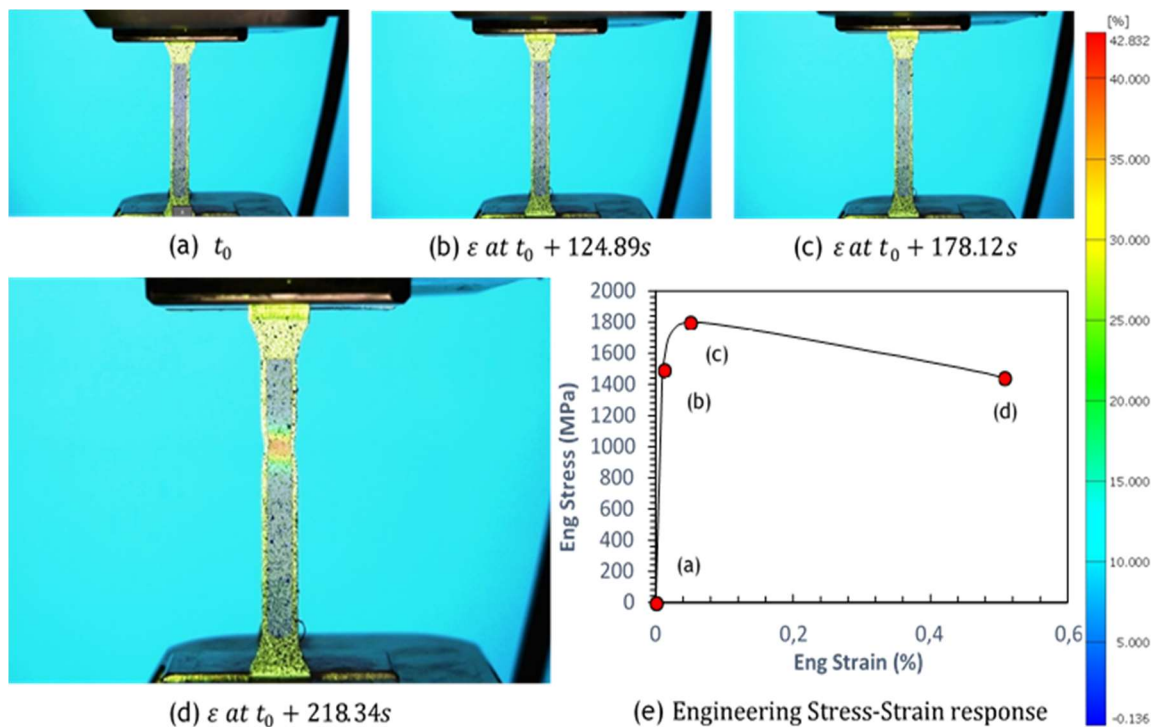 [%]
42.832
40.000
35.000
30.000
25.000
20.000
15.000
10.000
5.000
-0.136
(a) t₀
(b) ε at t₀ + 124.89s
(c) ε at t₀ + 178.12s
(d) ε at t₀ + 218.34s
Eng Stress (MPa)
2000
1800
1600
1400
1200
1000
800
600
400
200
0
(a)
(b)
(c)
(d)
0
0,2
0,4
0,6
Eng Strain (%)
(e) Engineering Stress-Strain response